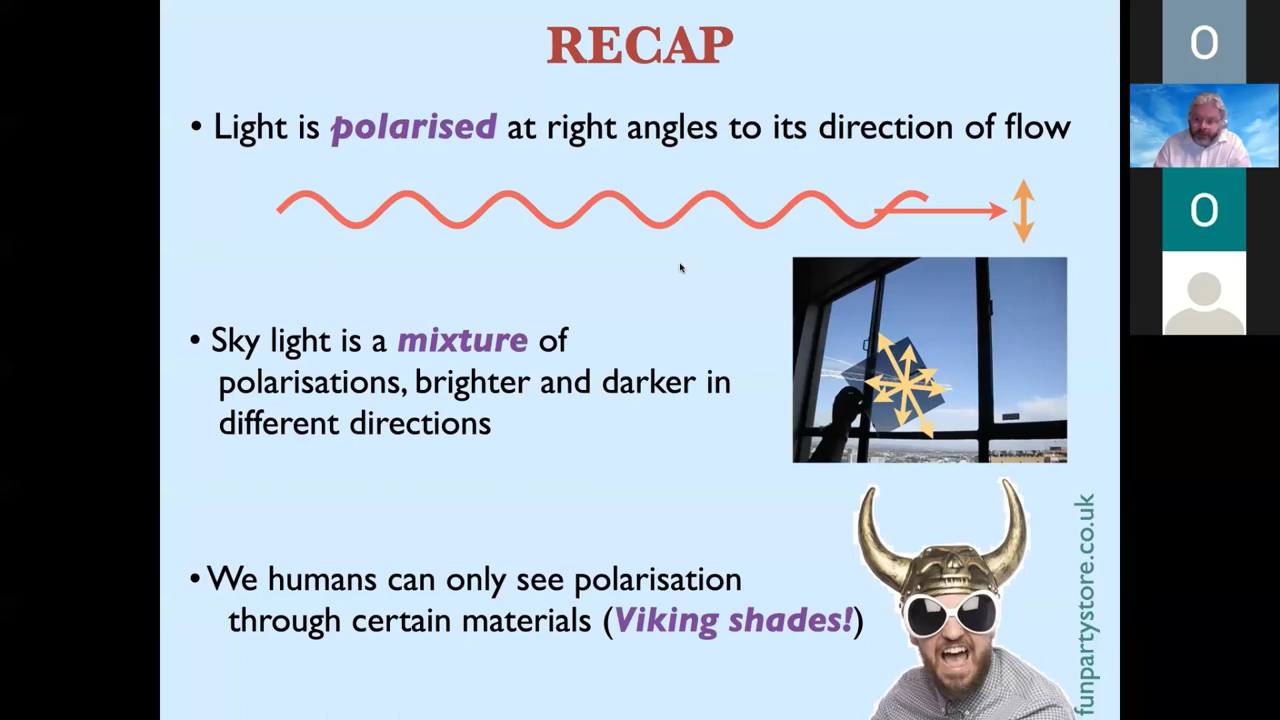 RECAP
• Light is polarised at right angles to its direction of flow
• Sky light is a mixture of
polarisations, brighter and darker in
different directions
• We humans can only see polarisation
through certain materials (Viking shades!)
funpartystore.co.uk
O
O